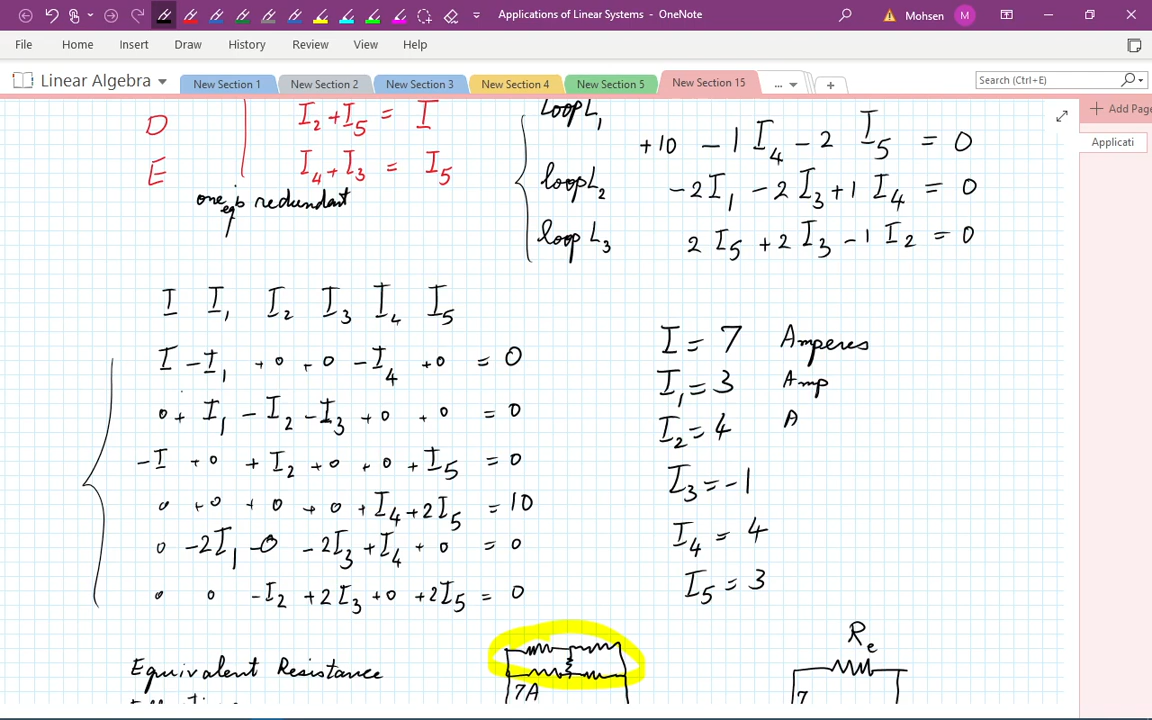 Applications of Linear Systems - OneNote
Mohsen M
File Home Insert Draw History Review View Help
Linear Algebra New Section 1 New Section 2 New Section 3 New Section 4 New Section 5 New Section 15 ... Search (Ctrl+E)
Add Page
Applicati
D I₂ + I₅ = I
E I₄ + I₃ = I₅
one eq is redundant
loop L₁ +10 - 1 I₄ - 2 I₅ = 0
loop L₂ -2I₁ - 2I₃ + 1 I₄ = 0
loop L₃ 2 I₅ + 2 I₃ - 1 I₂ = 0
I I₁ I₂ I₃ I₄ I₅
I - I₁ + 0 + 0 - I₄ + 0 = 0
0 + I₁ - I₂ - I₃ + 0 + 0 = 0
-I + 0 + I₂ + 0 + 0 + I₅ = 0
0 + 0 + 0 + 0 + I₄ + 2I₅ = 10
0 - 2I₁ - 0 - 2I₃ + I₄ + 0 = 0
0 0 - I₂ + 2I₃ + 0 + 2I₅ = 0
I = 7 Amperes
I₁ = 3 Amp
I₂ = 4 A
I₃ = -1
I₄ = 4
I₅ = 3
Equivalent Resistance
7A
Rₑ
7